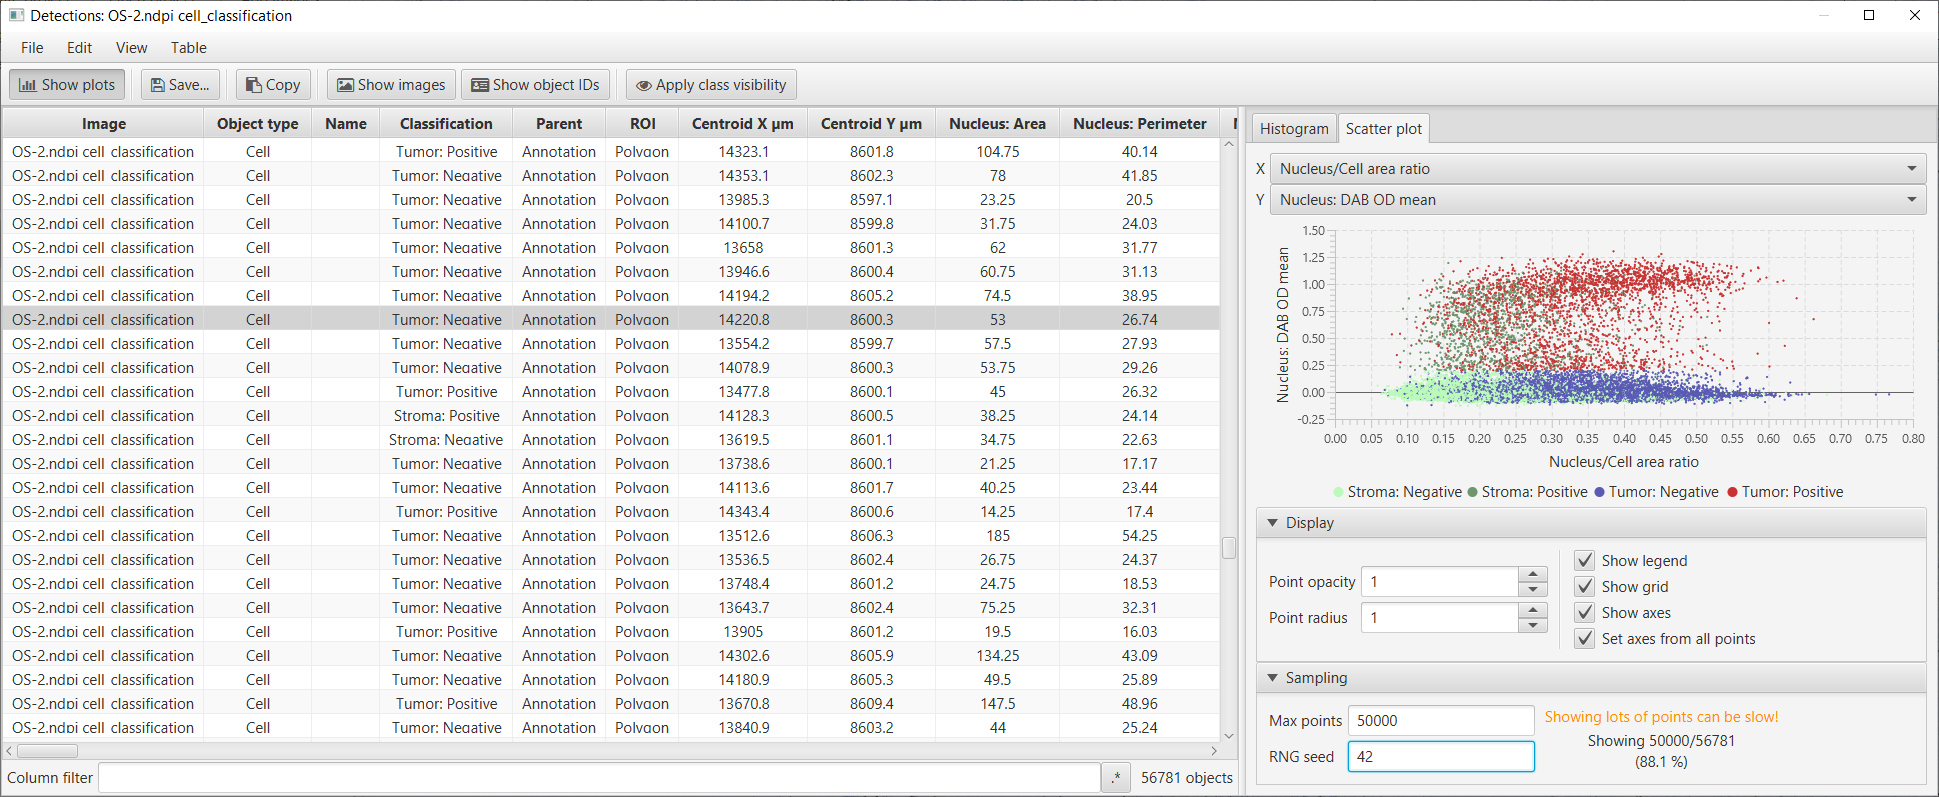 Detections: OS-2.ndpi cell_classification
File Edit View Table
Show plots Save... Copy Show images Show object IDs Apply class visibility
Image Object type Name Classification Parent ROI Centroid X µm Centroid Y µm Nucleus: Area Nucleus: Perimeter
OS-2.ndpi cell_classification Cell Tumor: Positive Annotation Polygon 14323.1 8601.8 104.75 40.14
OS-2.ndpi cell_classification Cell Tumor: Negative Annotation Polygon 14353.1 8602.3 78 41.85
OS-2.ndpi cell_classification Cell Tumor: Negative Annotation Polygon 13985.3 8597.1 23.25 20.5
OS-2.ndpi cell_classification Cell Tumor: Negative Annotation Polygon 14100.7 8599.8 31.75 24.03
OS-2.ndpi cell_classification Cell Tumor: Negative Annotation Polygon 13658 8601.3 62 31.77
OS-2.ndpi cell_classification Cell Tumor: Negative Annotation Polygon 13946.6 8600.4 60.75 31.13
OS-2.ndpi cell_classification Cell Tumor: Negative Annotation Polygon 14194.2 8605.2 74.5 38.95
OS-2.ndpi cell_classification Cell Tumor: Negative Annotation Polygon 14220.8 8600.3 53 26.74
OS-2.ndpi cell_classification Cell Tumor: Negative Annotation Polygon 13554.2 8599.7 57.5 27.93
OS-2.ndpi cell_classification Cell Tumor: Negative Annotation Polygon 14078.9 8600.3 53.75 29.26
OS-2.ndpi cell_classification Cell Tumor: Positive Annotation Polygon 13477.8 8600.1 45 26.32
OS-2.ndpi cell_classification Cell Stroma: Positive Annotation Polygon 14128.3 8600.5 38.25 24.14
OS-2.ndpi cell_classification Cell Stroma: Negative Annotation Polygon 13619.5 8601.1 34.75 22.63
OS-2.ndpi cell_classification Cell Tumor: Negative Annotation Polygon 13738.6 8600.1 21.25 17.17
OS-2.ndpi cell_classification Cell Tumor: Negative Annotation Polygon 14113.6 8601.7 40.25 23.44
OS-2.ndpi cell_classification Cell Tumor: Positive Annotation Polygon 14343.4 8600.6 14.25 17.4
OS-2.ndpi cell_classification Cell Tumor: Negative Annotation Polygon 13512.6 8606.3 185 54.25
OS-2.ndpi cell_classification Cell Tumor: Negative Annotation Polygon 13536.5 8602.4 26.75 24.37
OS-2.ndpi cell_classification Cell Tumor: Negative Annotation Polygon 13748.4 8601.2 24.75 18.53
OS-2.ndpi cell_classification Cell Tumor: Negative Annotation Polygon 13643.7 8602.4 75.25 32.31
OS-2.ndpi cell_classification Cell Tumor: Positive Annotation Polygon 13905 8601.2 19.5 16.03
OS-2.ndpi cell_classification Cell Tumor: Negative Annotation Polygon 14302.6 8605.9 134.25 43.09
OS-2.ndpi cell_classification Cell Tumor: Negative Annotation Polygon 14180.9 8605.3 49.5 25.89
OS-2.ndpi cell_classification Cell Tumor: Positive Annotation Polygon 13670.8 8609.4 147.5 48.96
OS-2.ndpi cell_classification Cell Tumor: Negative Annotation Polygon 13840.9 8603.2 44 25.24
Column filter .* 56781 objects
Histogram Scatter plot
X Nucleus/Cell area ratio
Y Nucleus: DAB OD mean
Nucleus: DAB OD mean
1.50
1.25
1.00
0.75
0.50
0.25
0.00
-0.25
0.00 0.05 0.10 0.15 0.20 0.25 0.30 0.35 0.40 0.45 0.50 0.55 0.60 0.65 0.70 0.75 0.80
Nucleus/Cell area ratio
Stroma: Negative Stroma: Positive Tumor: Negative Tumor: Positive
Display
Point opacity 1
Point radius 1
Show legend
Show grid
Show axes
Set axes from all points
Sampling
Max points 50000
RNG seed 42
Showing lots of points can be slow!
Showing 50000/56781
(88.1 %)